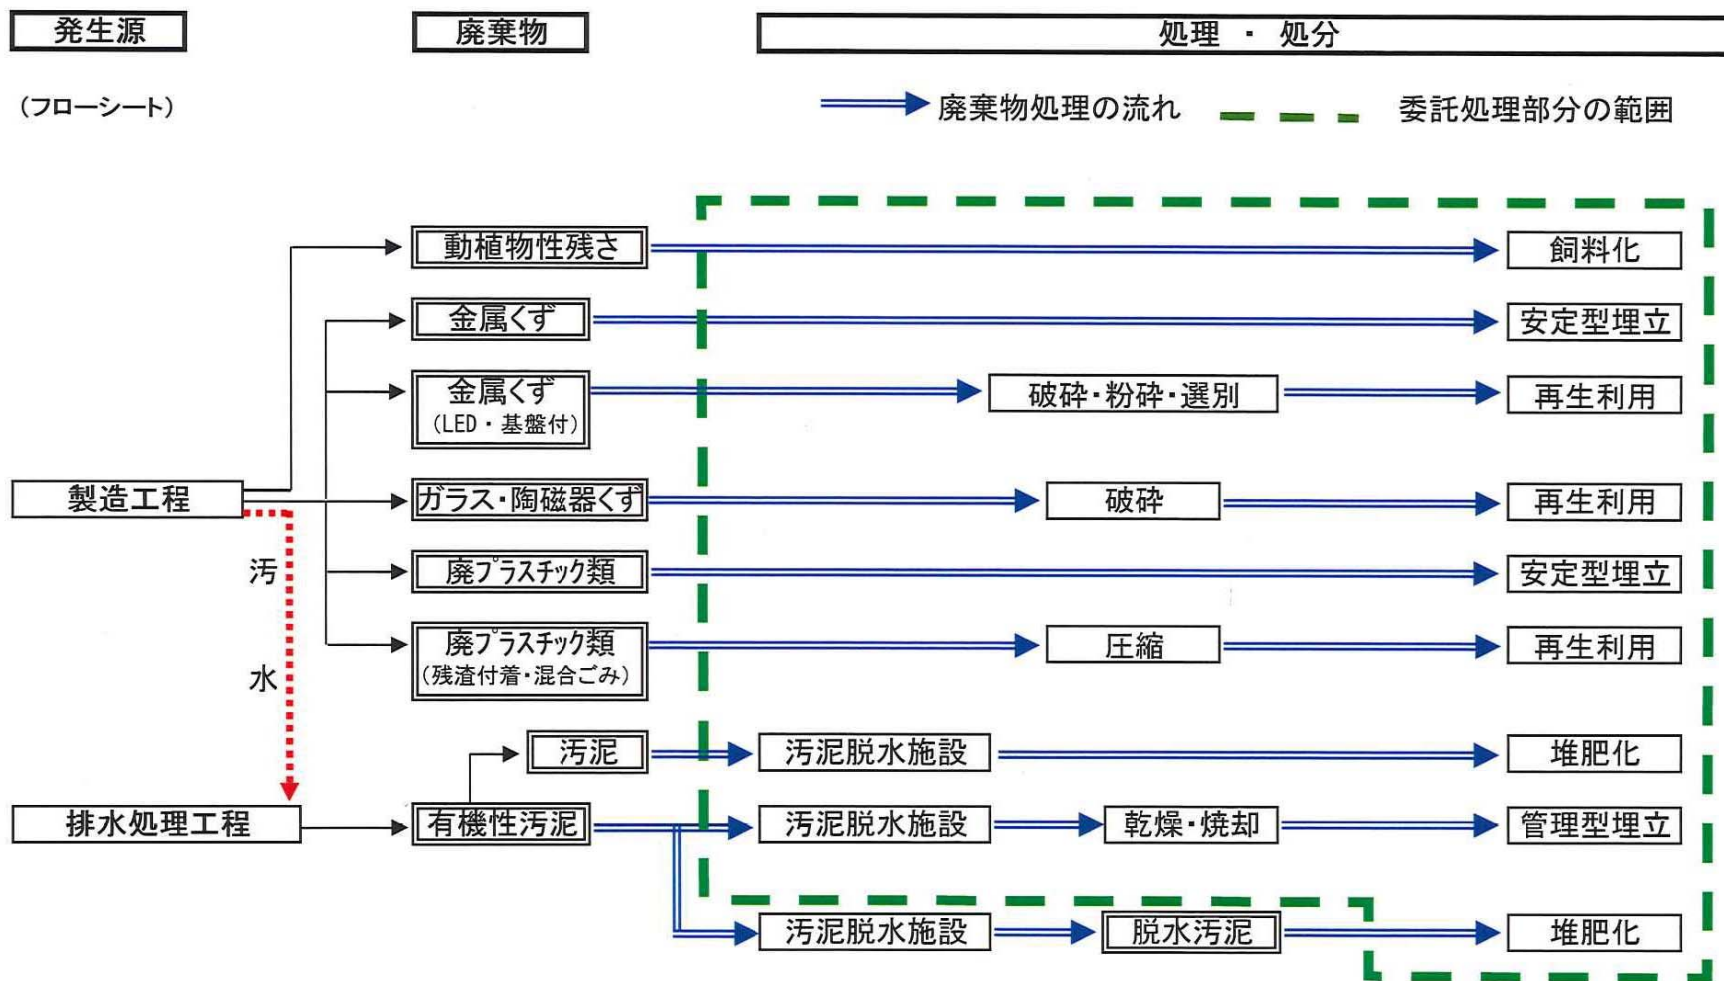 発生源
廃棄物
処理 ・ 処分
(フローシート)
廃棄物処理の流れ
委託処理部分の範囲
動植物性残さ
飼料化
金属くず
安定型埋立
金属くず
(LED・基盤付)
破砕・粉砕・選別
再生利用
製造工程
ガラス・陶磁器くず
破砕
再生利用
汚
水
廃プラスチック類
安定型埋立
廃プラスチック類
(残渣付着・混合ごみ)
圧縮
再生利用
汚泥
汚泥脱水施設
堆肥化
排水処理工程
有機性汚泥
汚泥脱水施設
乾燥・焼却
管理型埋立
汚泥脱水施設
脱水汚泥
堆肥化